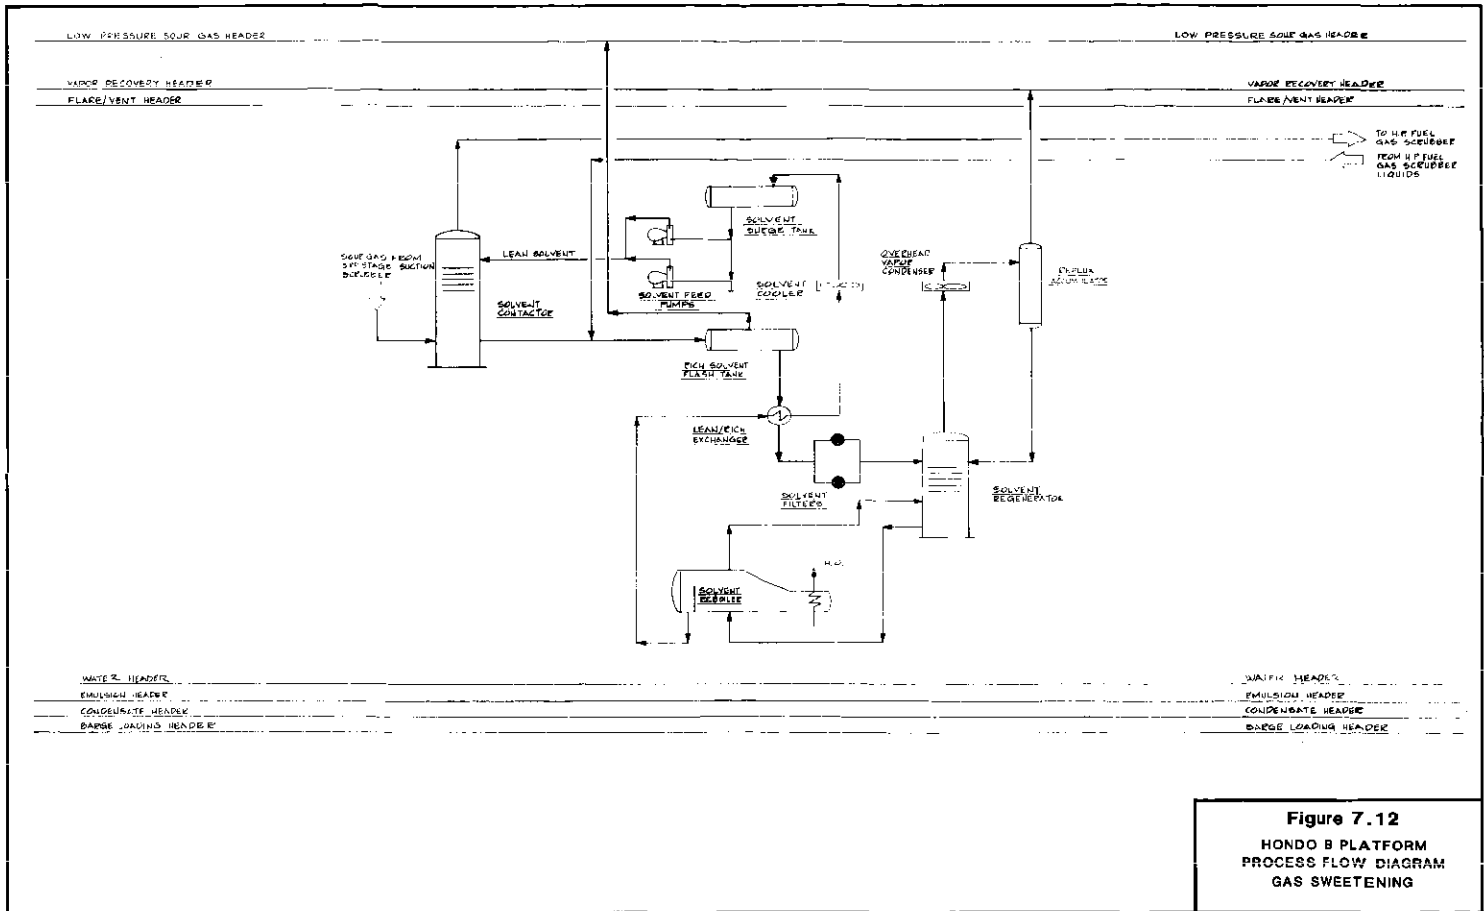 LOW PRESSURE SOUR GAS HEADER
LOW PRESSURE SOUR GAS HEADER
VAPOR RECOVERY HEADER
VAPOR RECOVERY HEADER
FLARE/VENT HEADER
FLARE/VENT HEADER
TO H.P. FUEL
GAS SCRUBBER
FROM H.P. FUEL
GAS SCRUBBER
LIQUIDS
SOLVENT
SURGE TANK
SOUR GAS FROM
STAGE SUCTION
SCRUBBER
LEAN SOLVENT
OVERHEAD
VAPOR
CONDENSER
REFLUX
ACCUMULATOR
SOLVENT
COOLER
SOLVENT FEED
PUMPS
SOLVENT
CONTACTOR
RICH SOLVENT
FLASH TANK
LEAN/RICH
EXCHANGER
SOLVENT
FILTERS
SOLVENT
REGENERATOR
H.O.
SOLVENT
REBOILER
WATER HEADER
WATER HEADER
EMULSION HEADER
EMULSION HEADER
CONDENSATE HEADER
CONDENSATE HEADER
BARGE LOADING HEADER
BARGE LOADING HEADER
Figure 7.12
HONDO B PLATFORM
PROCESS FLOW DIAGRAM
GAS SWEETENING